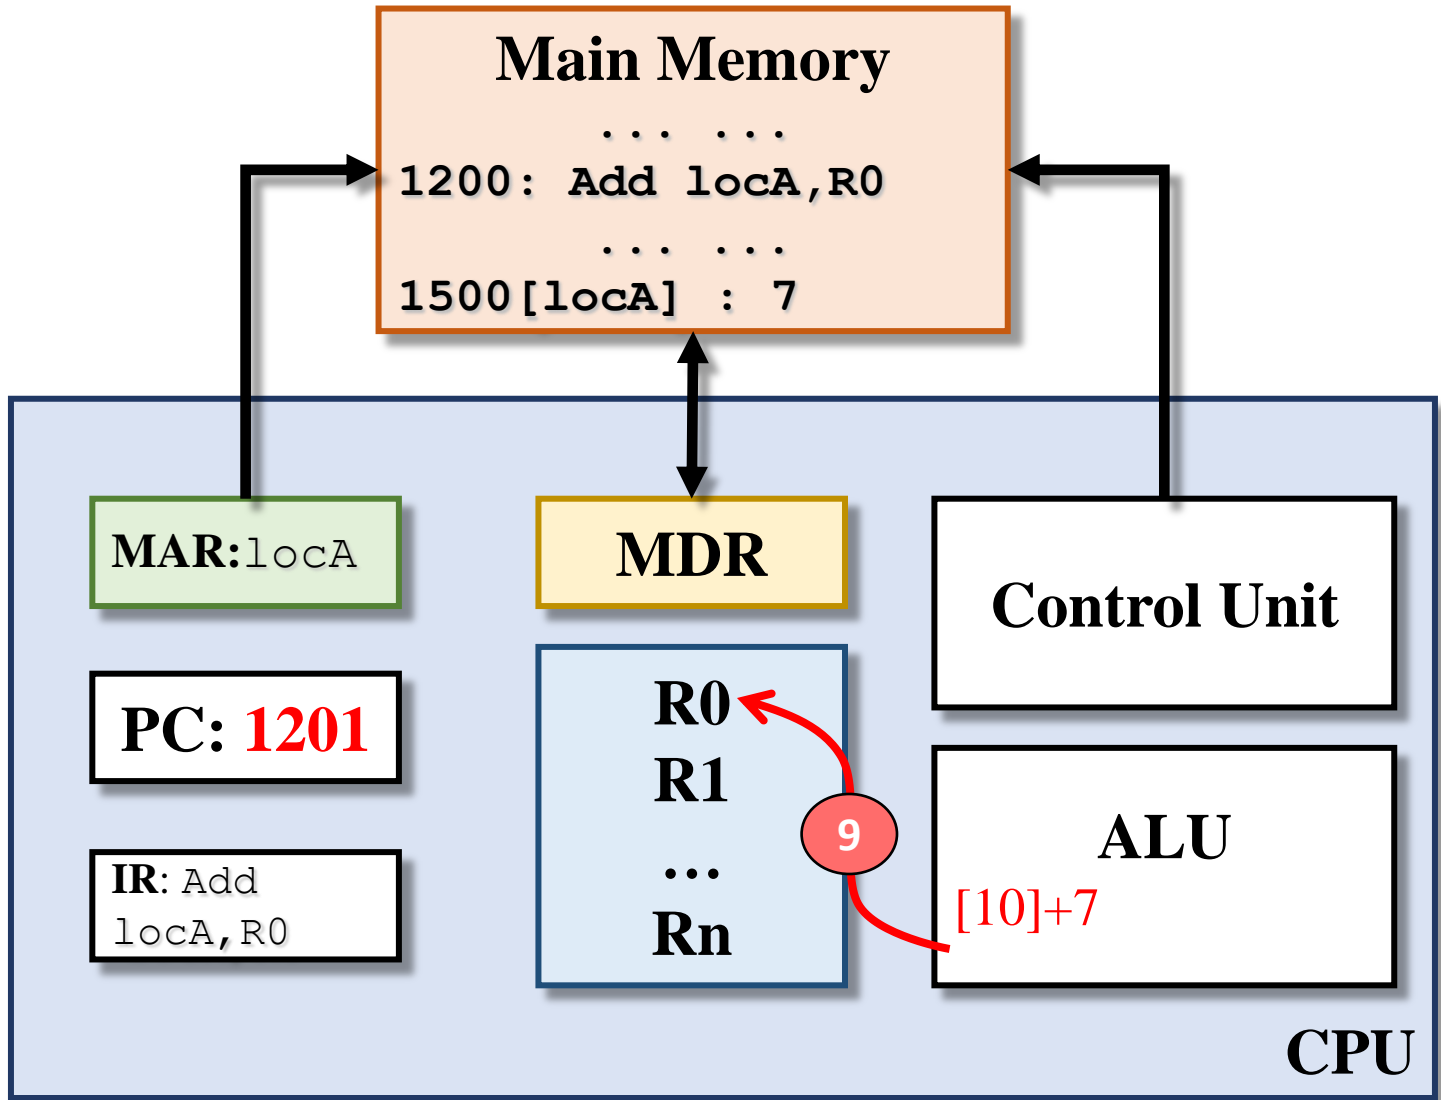 Main Memory
... ...
1200: Add locA,R0
... ...
1500[locA] : 7
MAR:locA
MDR
Control Unit
PC: 1201
R0
R1
...
Rn
9
ALU
[10]+7
IR: Add
locA,R0
CPU